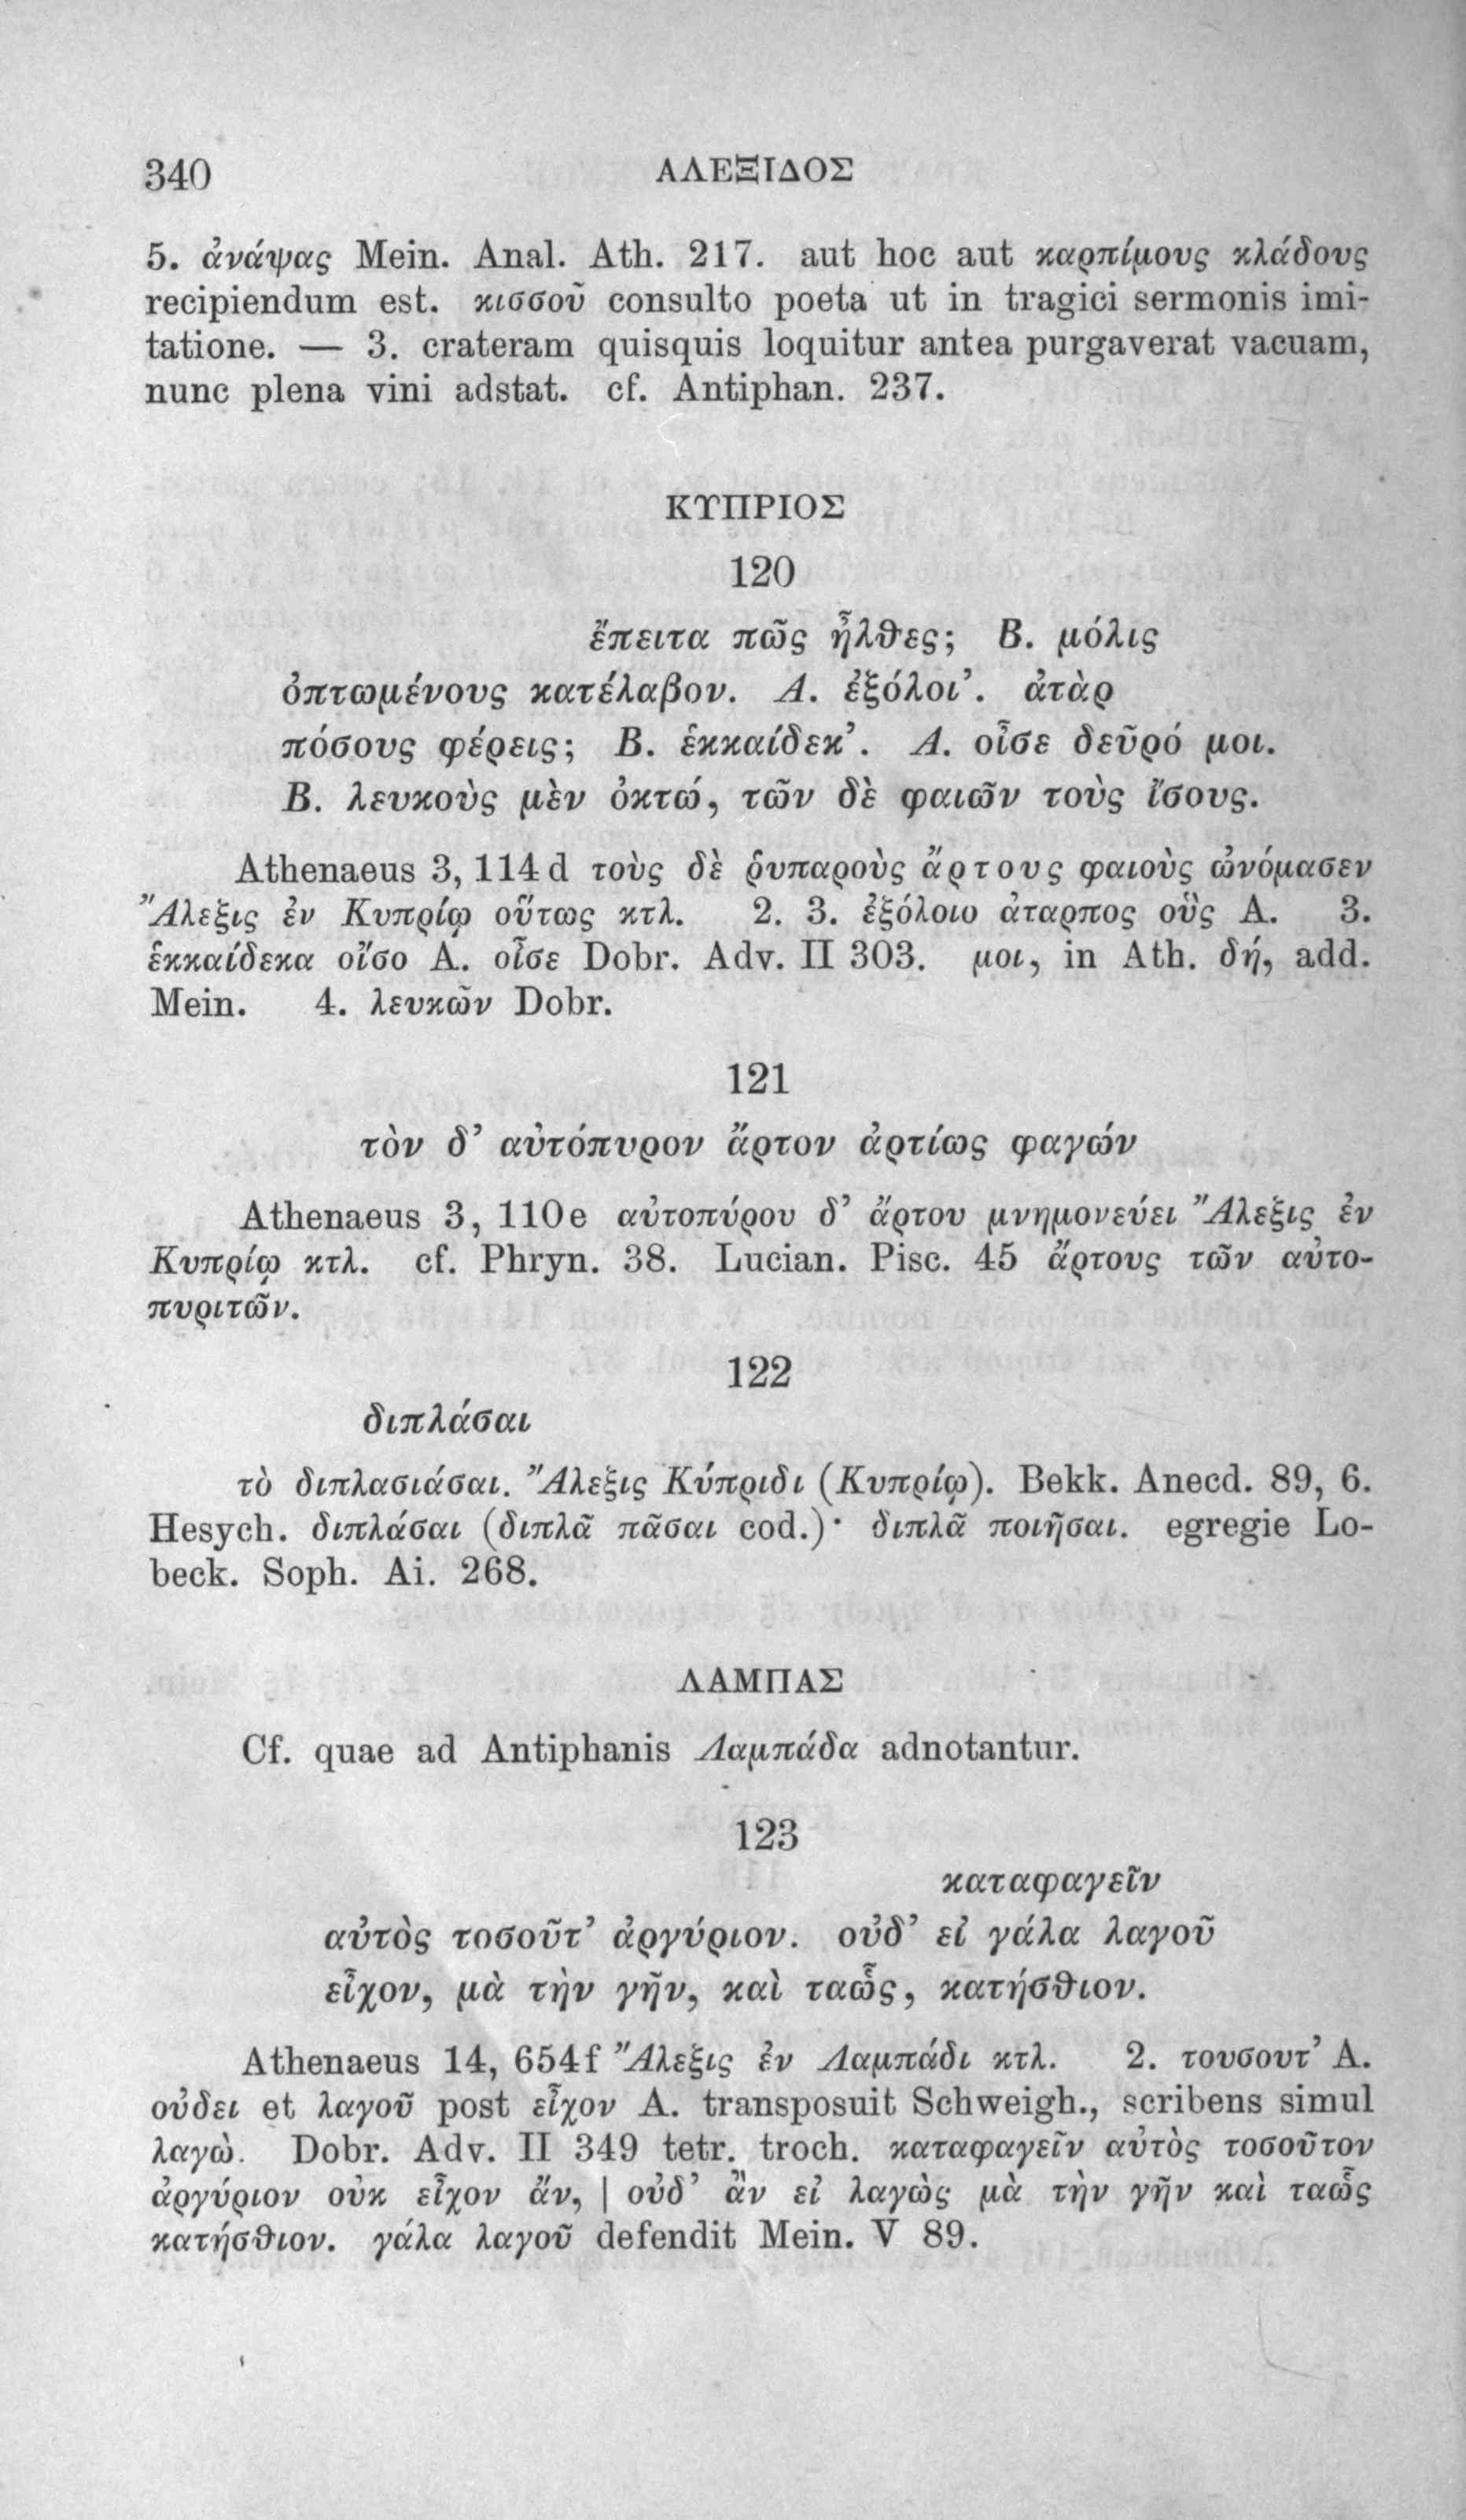 340 ΑΛΕΞΙΔΟΣ
5. ἀνάψας Mein. Anal. Ath. 217. aut hoc aut καρπίμους κλάδους
recipiendum est. κισσοῦ consulto poeta ut in tragici sermonis imi-
tatione. — 3. crateram quisquis loquitur antea purgaverat vacuam,
nunc plena vini adstat. cf. Antiphan. 237.
ΚΥΠΡΙΟΣ
120
ἔπειτα πῶς ἦλθες; Β. μόλις
ὀπτωμένους κατέλαβον. Α. ἐξόλοι’. ἀτὰρ
πόσους φέρεις; Β. ἑκκαίδεκ’. Α. οἶσε δεῦρό μοι.
Β. λευκοὺς μὲν ὀκτώ, τῶν δὲ φαιῶν τοὺς ἴσους.
Athenaeus 3, 114d τοὺς δὲ ῥυπαροὺς ἄρτους φαιοὺς ὠνόμασεν
Ἄλεξις ἐν Κυπρίῳ οὕτως κτλ. 2. 3. ἐξόλοιο ἀταρπος οὓς A. 3.
ἑκκαίδεκα οἴσο A. οἶσε Dobr. Adv. II 303. μοι, in Ath. δή, add.
Mein. 4. λευκῶν Dobr.
121
τὸν δ’ αὐτόπυρον ἄρτον ἀρτίως φαγών
Athenaeus 3, 110e αὐτοπύρου δ’ ἄρτου μνημονεύει Ἄλεξις ἐν
Κυπρίῳ κτλ. cf. Phryn. 38. Lucian. Pisc. 45 ἄρτους τῶν αὐτο-
πυριτῶν.
122
διπλάσαι
τὸ διπλασιάσαι. Ἄλεξις Κύπριδι (Κυπρίῳ). Bekk. Anecd. 89, 6.
Hesych. διπλάσαι (διπλᾶ πᾶσαι cod.)· διπλᾶ ποιῆσαι. egregie Lo-
beck. Soph. Ai. 268.
ΛΑΜΠΑΣ
Cf. quae ad Antiphanis Λαμπάδα adnotantur.
123
καταφαγεῖν
αὐτὸς τοσοῦτ’ ἀργύριον. οὐδ’ εἰ γάλα λαγοῦ
εἶχον, μὰ τὴν γῆν, καὶ ταὧς, κατήσθιον.
Athenaeus 14, 654f Ἄλεξις ἐν Λαμπάδι κτλ. 2. τουσουτ’ A.
οὐδει et λαγοῦ post εἶχον A. transposuit Schweigh., scribens simul
λαγὼ. Dobr. Adv. II 349 tetr. troch. καταφαγεῖν αὐτὸς τοσοῦτον
ἀργύριον οὐκ εἶχον ἄν, | οὐδ’ ἂν εἰ λαγὼς μὰ τὴν γῆν καὶ ταὧς
κατήσθιον. γάλα λαγοῦ defendit Mein. V 89.